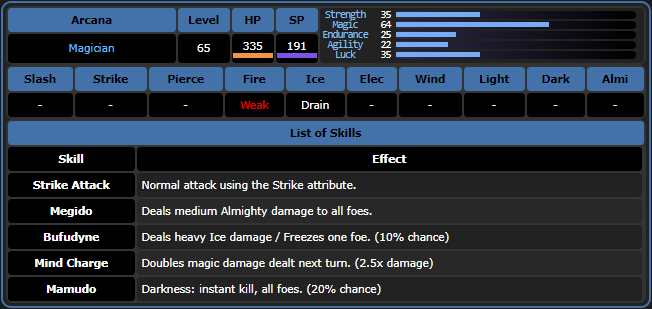 Arcana Level HP SP
Magician 65 335 191
Strength 35
Magic 64
Endurance 25
Agility 22
Luck 35
Slash Strike Pierce Fire Ice Elec Wind Light Dark Almi
- - - Weak Drain - - - - -
List of Skills
Skill Effect
Strike Attack Normal attack using the Strike attribute.
Megido Deals medium Almighty damage to all foes.
Bufudyne Deals heavy Ice damage / Freezes one foe. (10% chance)
Mind Charge Doubles magic damage dealt next turn. (2.5x damage)
Mamudo Darkness: instant kill, all foes. (20% chance)